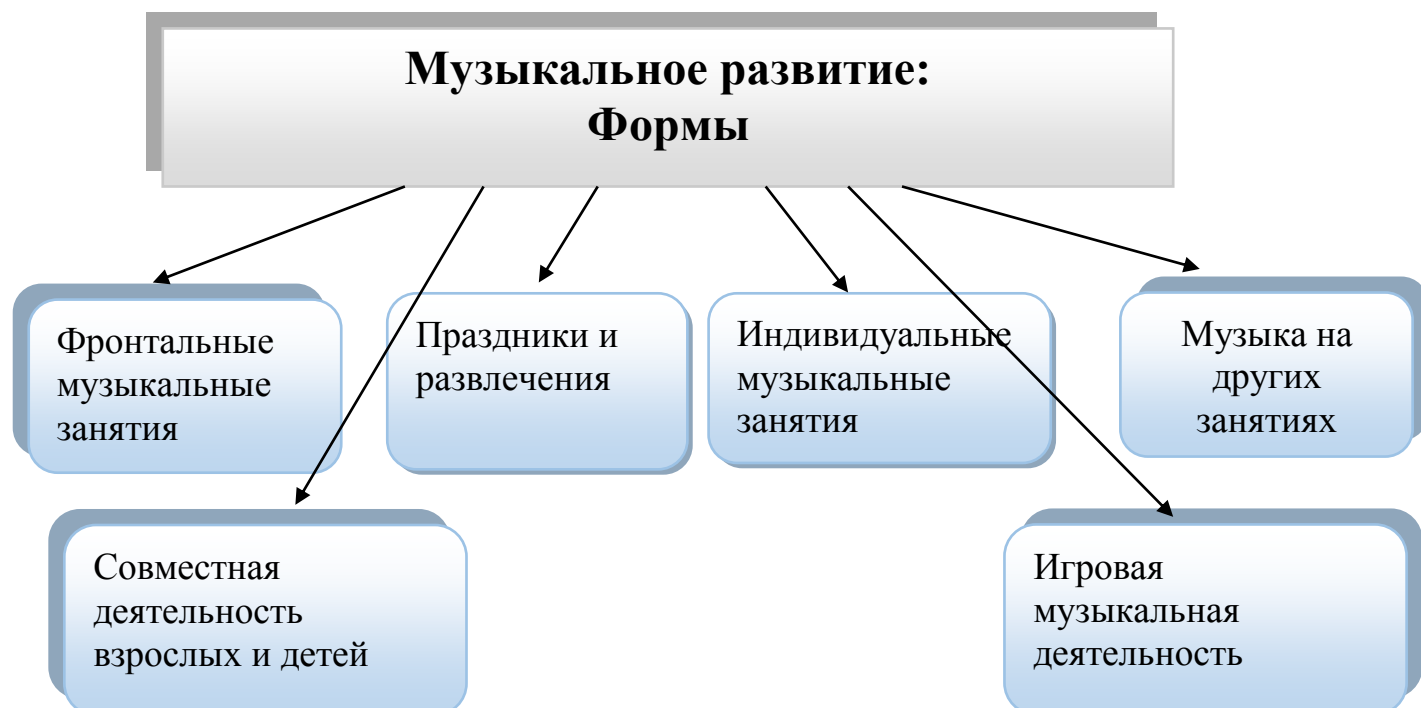 Музыкальное развитие:
Формы
Фронтальные
музыкальные
занятия
Праздники и
развлечения
Индивидуальные
музыкальные
занятия
Музыка на
других
занятиях
Совместная
деятельность
взрослых и детей
Игровая
музыкальная
деятельность